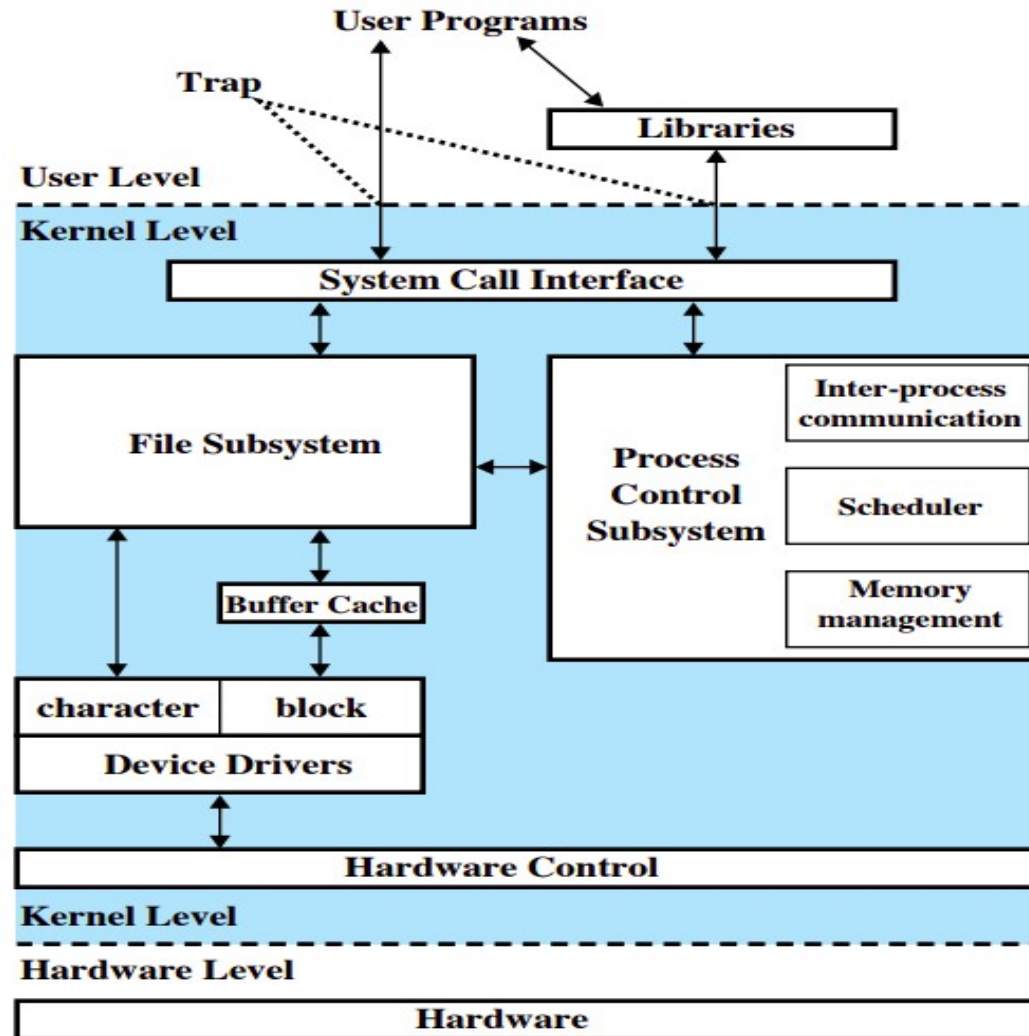 User Programs
Trap
Libraries
User Level
Kernel Level
System Call Interface
File Subsystem
Process
Control
Subsystem
Inter-process
communication
Scheduler
Memory
management
Buffer Cache
character
block
Device Drivers
Hardware Control
Kernel Level
Hardware Level
Hardware